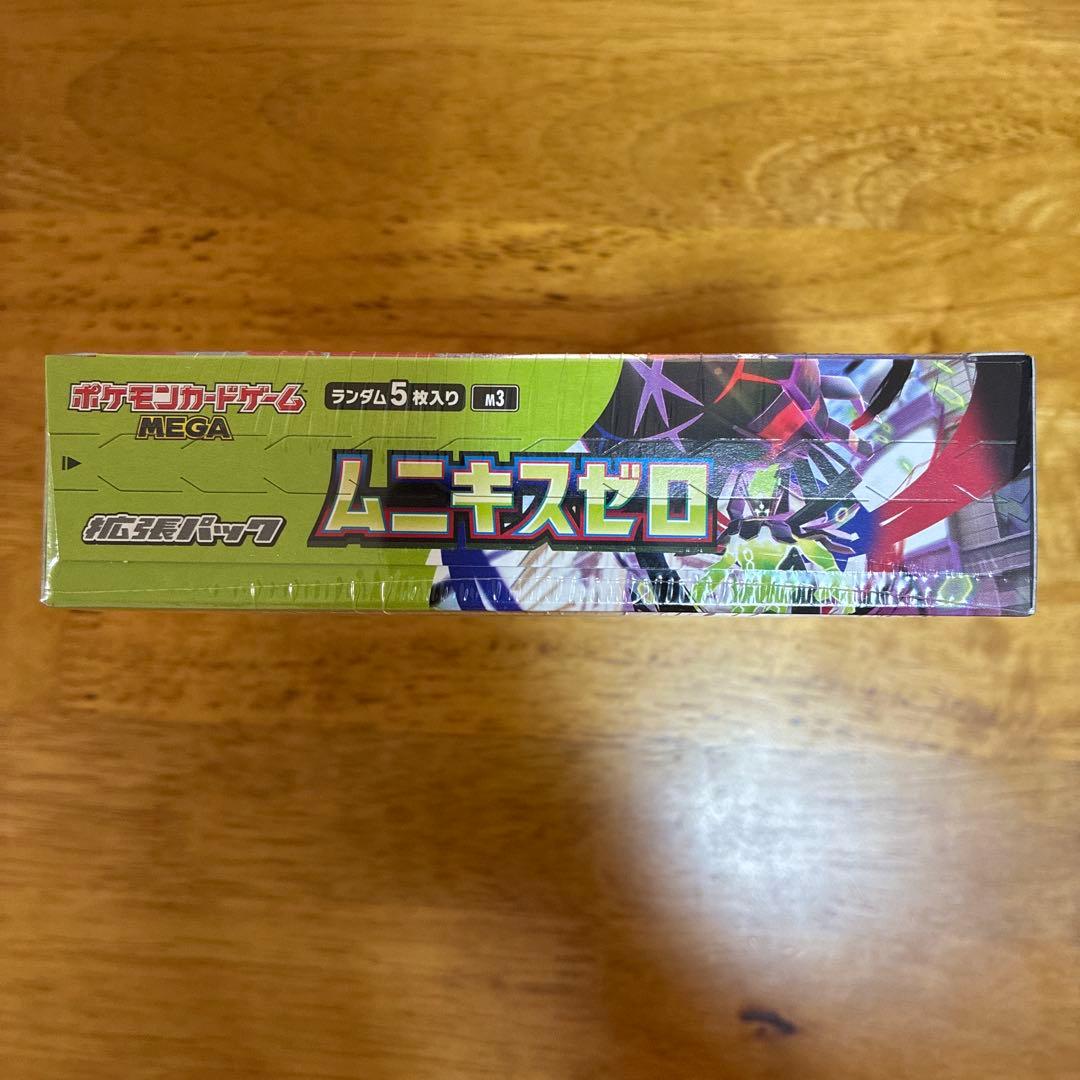 ポケモンカードゲーム
MEGA
ランダム5枚入り M3
拡張パック
ムニキスゼロ